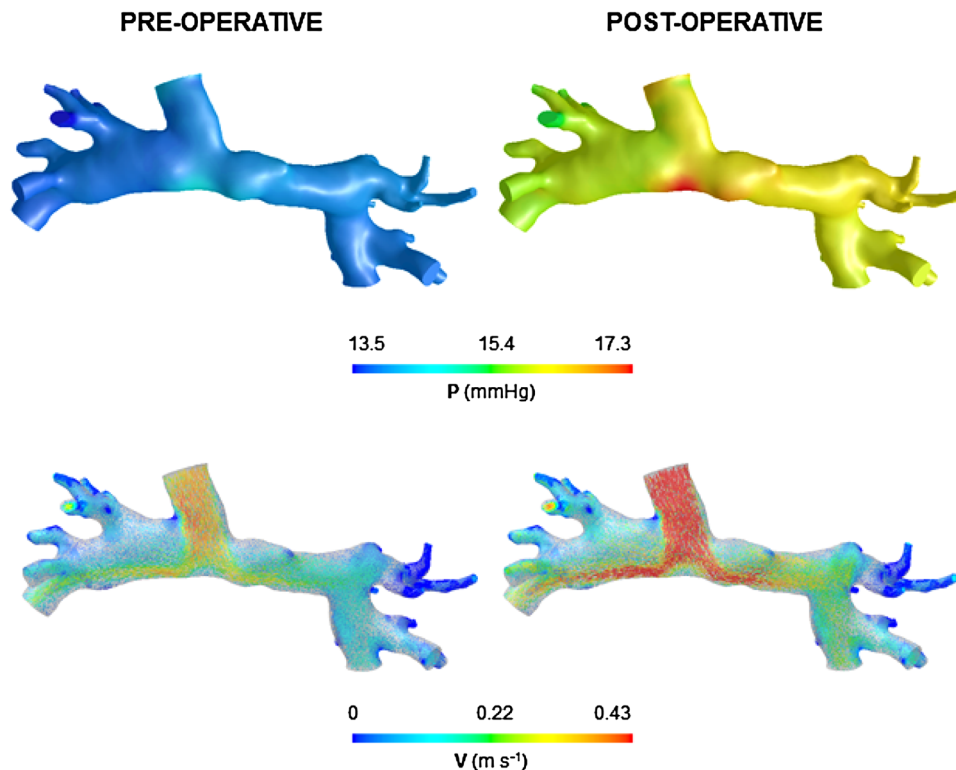 PRE-OPERATIVE POST-OPERATIVE
13.5 15.4 17.3
P (mmHg)
0 0.22 0.43
V (m s⁻¹)